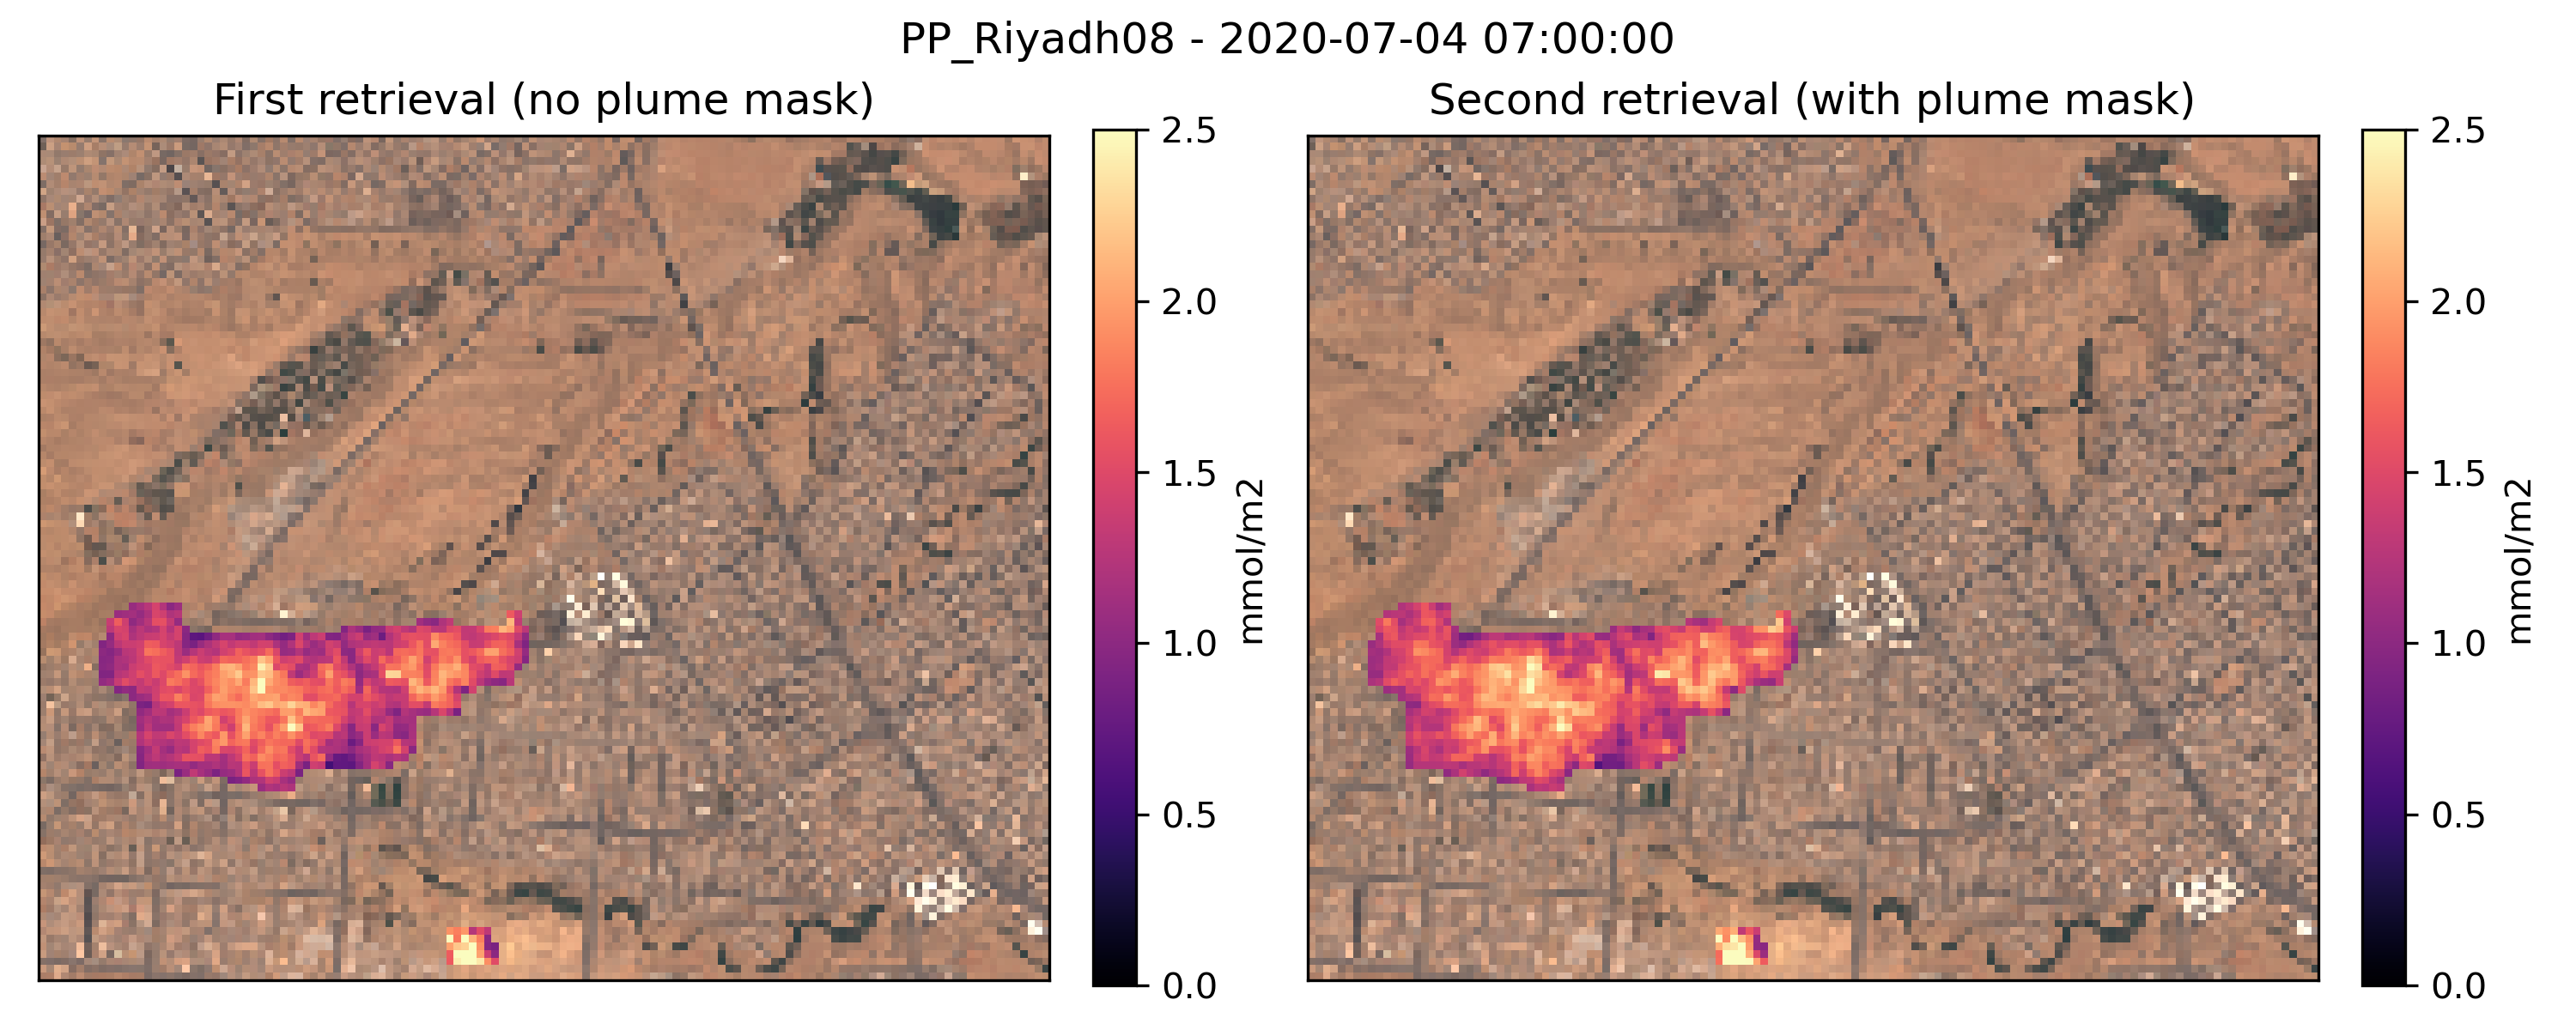 PP_Riyadh08 - 2020-07-04 07:00:00
First retrieval (no plume mask)
2.5
2.0
1.5
1.0
0.5
0.0
mmol/m2
Second retrieval (with plume mask)
2.5
2.0
1.5
1.0
0.5
0.0
mmol/m2